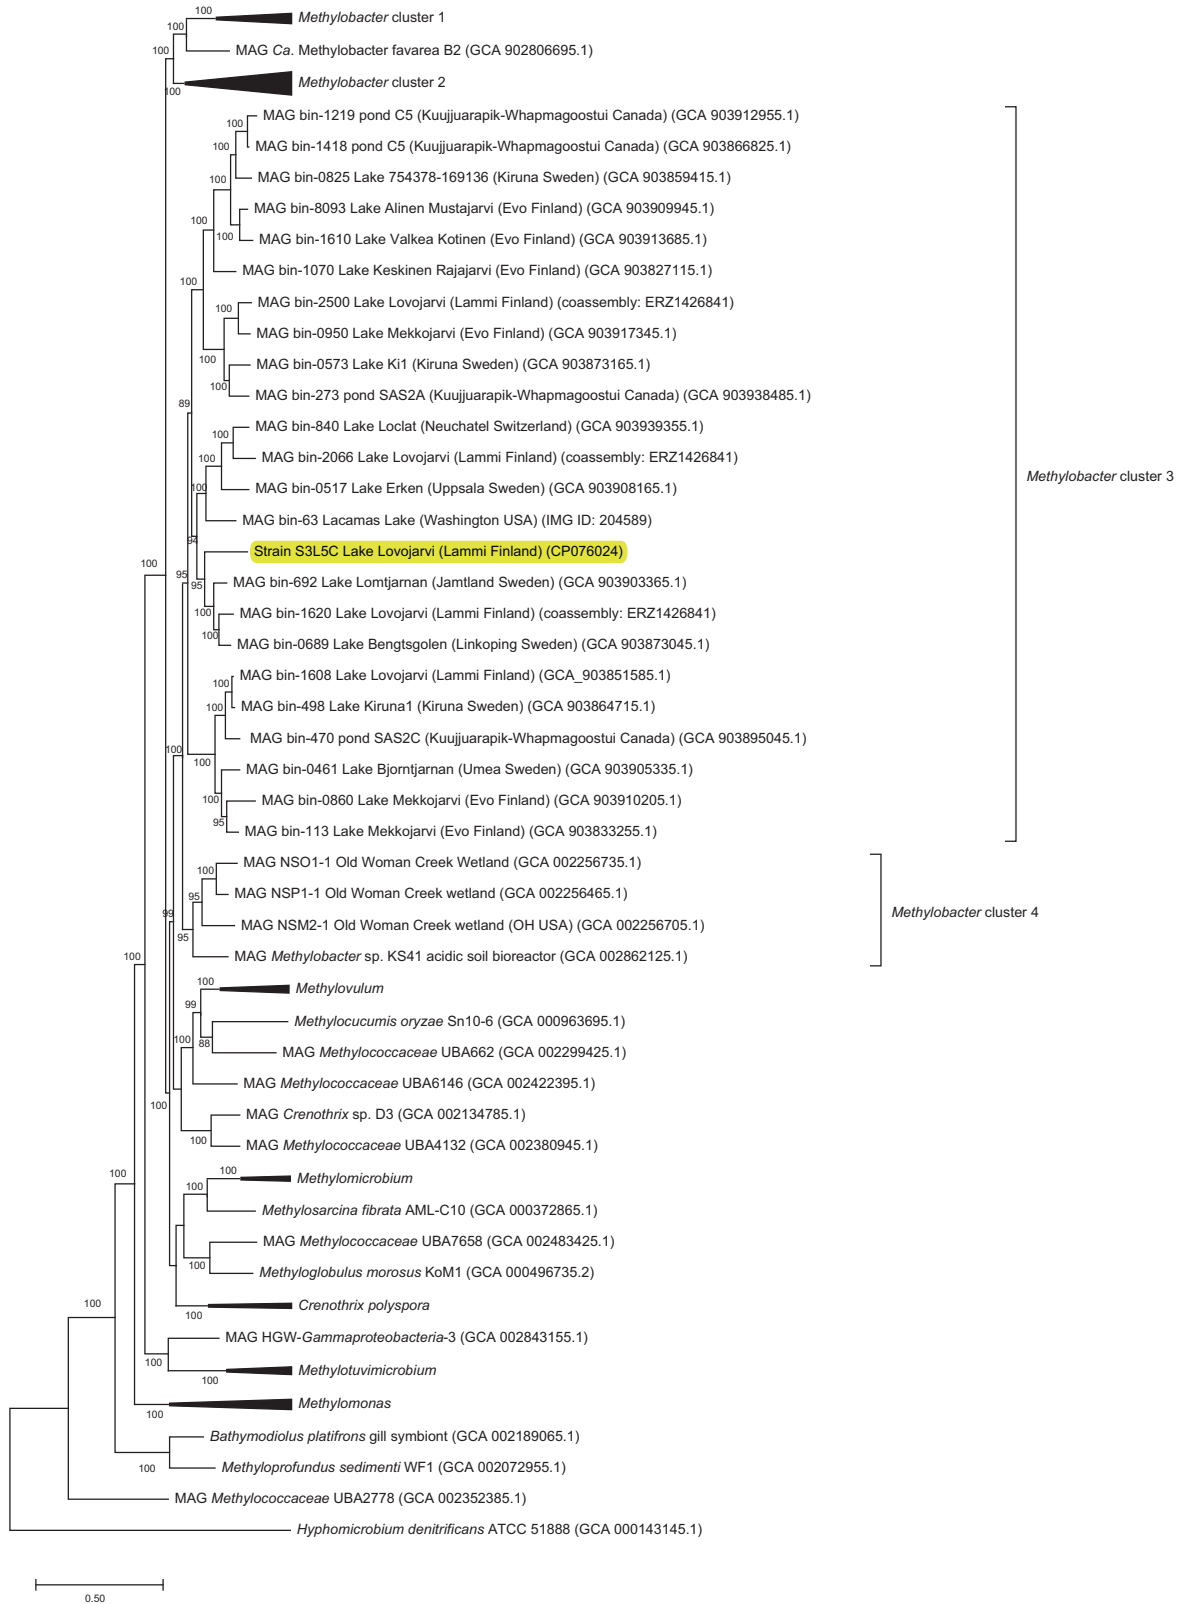 100
Methylobacter cluster 1
100
MAG Ca. Methylobacter favarea B2 (GCA 902806695.1)
100
Methylobacter cluster 2
100
MAG bin-1219 pond C5 (Kuujjuarapik-Whapmagoostui Canada) (GCA 903912955.1)
100
MAG bin-1418 pond C5 (Kuujjuarapik-Whapmagoostui Canada) (GCA 903866825.1)
100
MAG bin-0825 Lake 754378-169136 (Kiruna Sweden) (GCA 903859415.1)
100
MAG bin-8093 Lake Alinen Mustajarvi (Evo Finland) (GCA 903909945.1)
100
MAG bin-1610 Lake Valkea Kotinen (Evo Finland) (GCA 903913685.1)
100
MAG bin-1070 Lake Keskinen Rajajarvi (Evo Finland) (GCA 903827115.1)
100
MAG bin-2500 Lake Lovojarvi (Lammi Finland) (coassembly: ERZ1426841)
100
MAG bin-0950 Lake Mekkojarvi (Evo Finland) (GCA 903917345.1)
100
MAG bin-0573 Lake Ki1 (Kiruna Sweden) (GCA 903873165.1)
100
MAG bin-273 pond SAS2A (Kuujjuarapik-Whapmagoostui Canada) (GCA 903938485.1)
89
MAG bin-840 Lake Loclat (Neuchatel Switzerland) (GCA 903939355.1)
100
MAG bin-2066 Lake Lovojarvi (Lammi Finland) (coassembly: ERZ1426841)
100
Methylobacter cluster 3
MAG bin-0517 Lake Erken (Uppsala Sweden) (GCA 903908165.1)
100
MAG bin-63 Lacamas Lake (Washington USA) (IMG ID: 204589)
94
Strain S3L5C Lake Lovojarvi (Lammi Finland) (CP076024)
100
95
95
MAG bin-692 Lake Lomtjarnan (Jamtland Sweden) (GCA 903903365.1)
100
MAG bin-1620 Lake Lovojarvi (Lammi Finland) (coassembly: ERZ1426841)
100
MAG bin-0689 Lake Bengtsgolen (Linkoping Sweden) (GCA 903873045.1)
MAG bin-1608 Lake Lovojarvi (Lammi Finland) (GCA_903851585.1)
100
MAG bin-498 Lake Kiruna1 (Kiruna Sweden) (GCA 903864715.1)
100
MAG bin-470 pond SAS2C (Kuujjuarapik-Whapmagoostui Canada) (GCA 903895045.1)
100
100
MAG bin-0461 Lake Bjorntjarnan (Umea Sweden) (GCA 903905335.1)
100
MAG bin-0860 Lake Mekkojarvi (Evo Finland) (GCA 903910205.1)
95
MAG bin-113 Lake Mekkojarvi (Evo Finland) (GCA 903833255.1)
MAG NSO1-1 Old Woman Creek Wetland (GCA 002256735.1)
100
MAG NSP1-1 Old Woman Creek wetland (GCA 002256465.1)
95
Methylobacter cluster 4
99
MAG NSM2-1 Old Woman Creek wetland (OH USA) (GCA 002256705.1)
95
MAG Methylobacter sp. KS41 acidic soil bioreactor (GCA 002862125.1)
100
100
Methylovulum
99
Methylocucumis oryzae Sn10-6 (GCA 000963695.1)
100
88
MAG Methylococcaceae UBA662 (GCA 002299425.1)
MAG Methylococcaceae UBA6146 (GCA 002422395.1)
100
MAG Crenothrix sp. D3 (GCA 002134785.1)
100
MAG Methylococcaceae UBA4132 (GCA 002380945.1)
100
100
Methylomicrobium
100
Methylosarcina fibrata AML-C10 (GCA 000372865.1)
MAG Methylococcaceae UBA7658 (GCA 002483425.1)
100
Methyloglobulus morosus KoM1 (GCA 000496735.2)
100
Crenothrix polyspora
100
MAG HGW-Gammaproteobacteria-3 (GCA 002843155.1)
100
Methylotuvimicrobium
100
Methylomonas
100
Bathymodiolus platifrons gill symbiont (GCA 002189065.1)
100
Methyloprofundus sedimenti WF1 (GCA 002072955.1)
MAG Methylococcaceae UBA2778 (GCA 002352385.1)
Hyphomicrobium denitrificans ATCC 51888 (GCA 000143145.1)
0.50